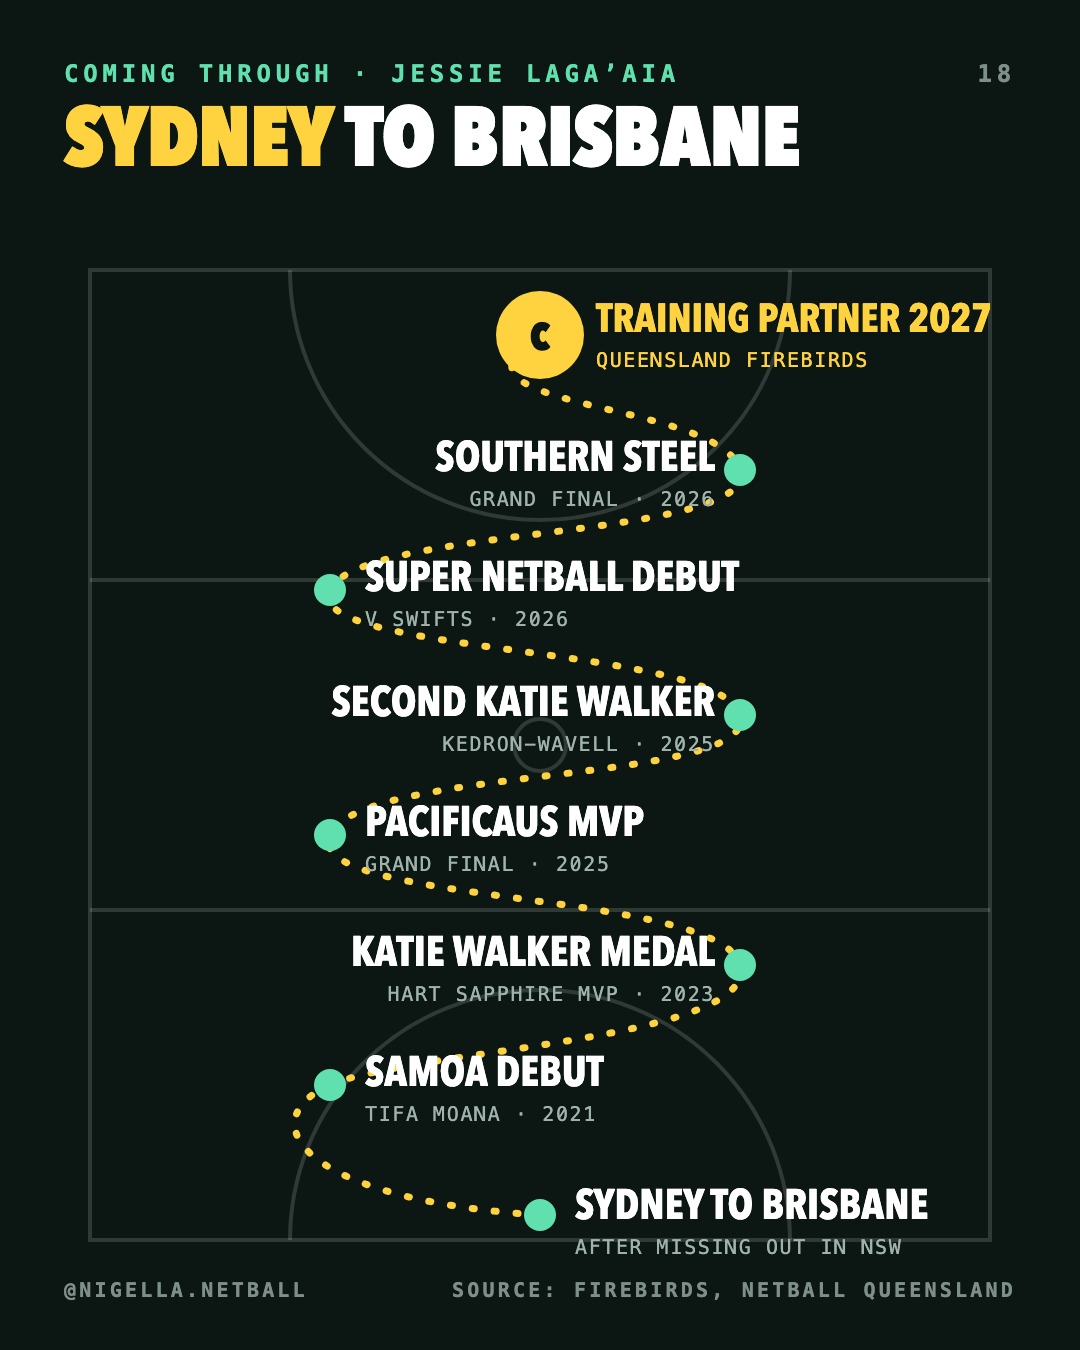 COMING THROUGH · JESSIE LAGA’AIA
18
SYDNEY TO BRISBANE
C
TRAINING PARTNER 2027
QUEENSLAND FIREBIRDS
SOUTHERN STEEL
GRAND FINAL · 2026
SUPER NETBALL DEBUT
V SWIFTS · 2026
SECOND KATIE WALKER
KEDRON–WAVELL · 2025
PACIFICAUS MVP
GRAND FINAL · 2025
KATIE WALKER MEDAL
HART SAPPHIRE MVP · 2023
SAMOA DEBUT
TIFA MOANA · 2021
SYDNEY TO BRISBANE
AFTER MISSING OUT IN NSW
@NIGELLA.NETBALL
SOURCE: FIREBIRDS, NETBALL QUEENSLAND